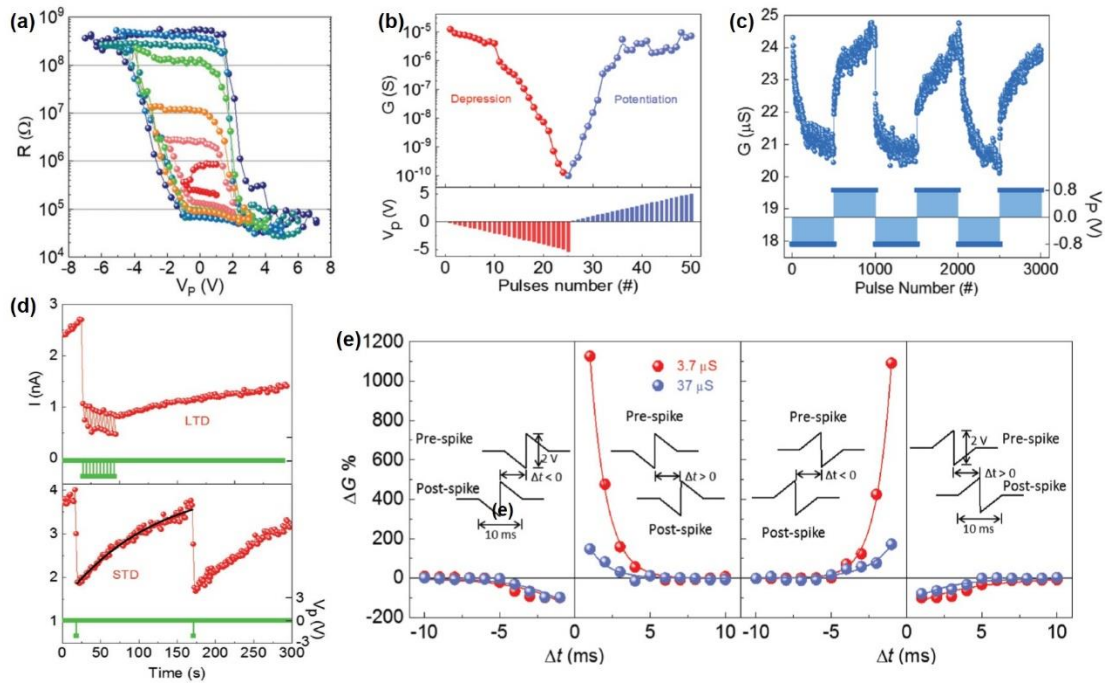 (a)
10⁹
10⁸
10⁷
10⁶
10⁵
10⁴
R (Ω)
-8 -6 -4 -2 0 2 4 6 8
V_P (V)
(b)
10⁻⁵
10⁻⁶
10⁻⁷
10⁻⁸
10⁻⁹
10⁻¹⁰
G (S)
Depression
Potentiation
5
0
-5
V_p (V)
0 10 20 30 40 50
Pulses number (#)
(c)
25
24
23
22
21
20
19
18
G (µS)
0.8
0.0
-0.8
V_P (V)
0 1000 2000 3000
Pulse Number (#)
(d)
3
2
1
0
I (nA)
LTD
4
3
2
1
0
STD
3
0
-3
V_p (V)
0 50 100 150 200 250 300
Time (s)
(e)
1200
1100
1000
900
800
700
600
500
400
300
200
100
0
-100
-200
ΔG %
3.7 µS
37 µS
Pre-spike
2 V
Δt < 0
Post-spike
(e)
10 ms
Pre-spike
Δt > 0
Post-spike
Pre-spike
Δt < 0
Post-spike
Pre-spike
2 V
Δt > 0
Post-spike
10 ms
-10 -5 0 5 10
-10 -5 0 5 10
Δt (ms)
Δt (ms)